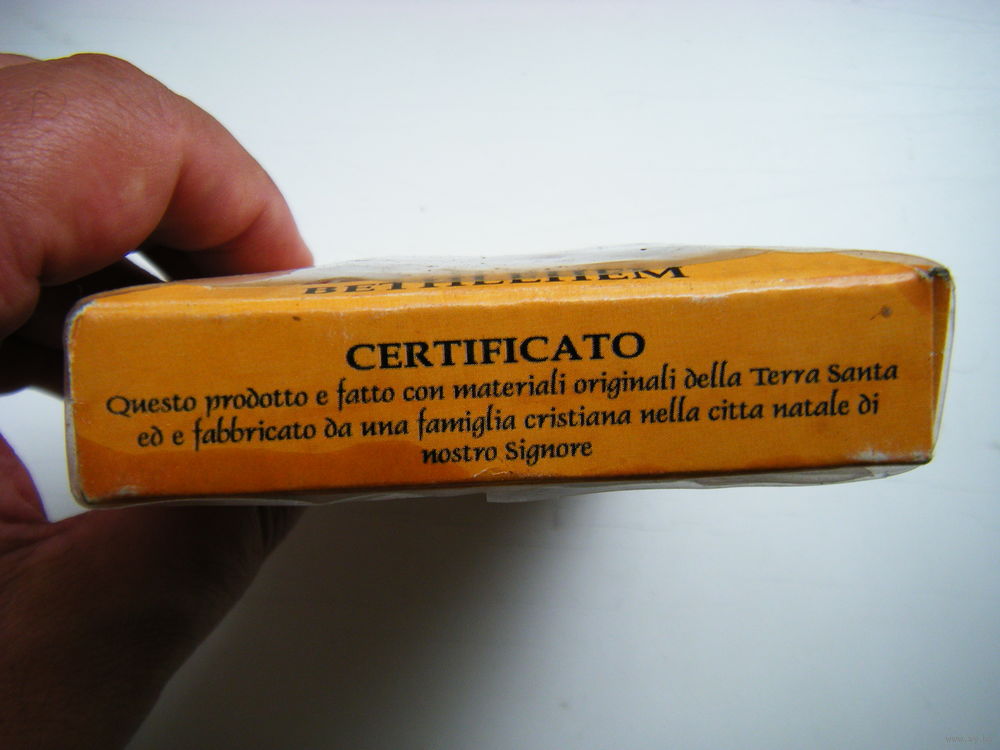 BETHLEHEM
CERTIFICATO
Questo prodotto e fatto con materiali originali della Terra Santa
ed e fabbricato da una famiglia cristiana nella citta natale di
nostro Signore